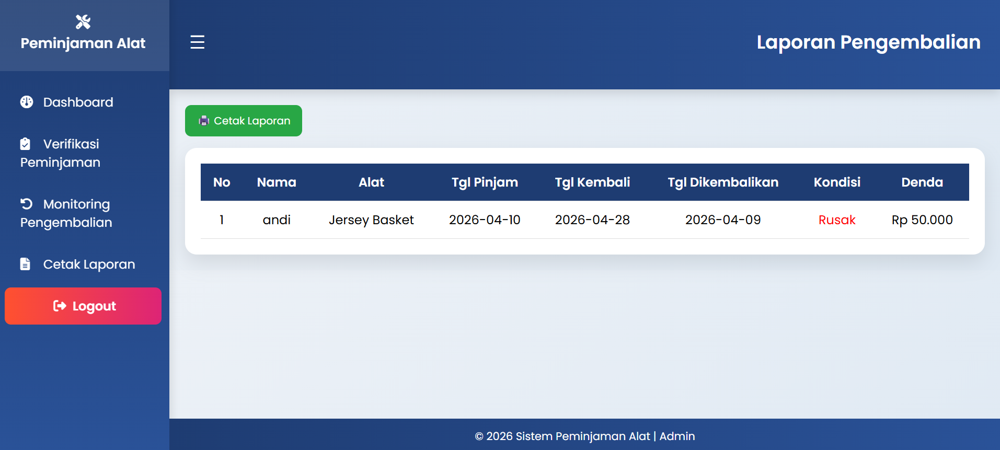 Peminjaman Alat
Dashboard
Verifikasi
Peminjaman
Monitoring
Pengembalian
Cetak Laporan
Logout
Laporan Pengembalian
Cetak Laporan
No Nama Alat Tgl Pinjam Tgl Kembali Tgl Dikembalikan Kondisi Denda
1 andi Jersey Basket 2026-04-10 2026-04-28 2026-04-09 Rusak Rp 50.000
© 2026 Sistem Peminjaman Alat | Admin